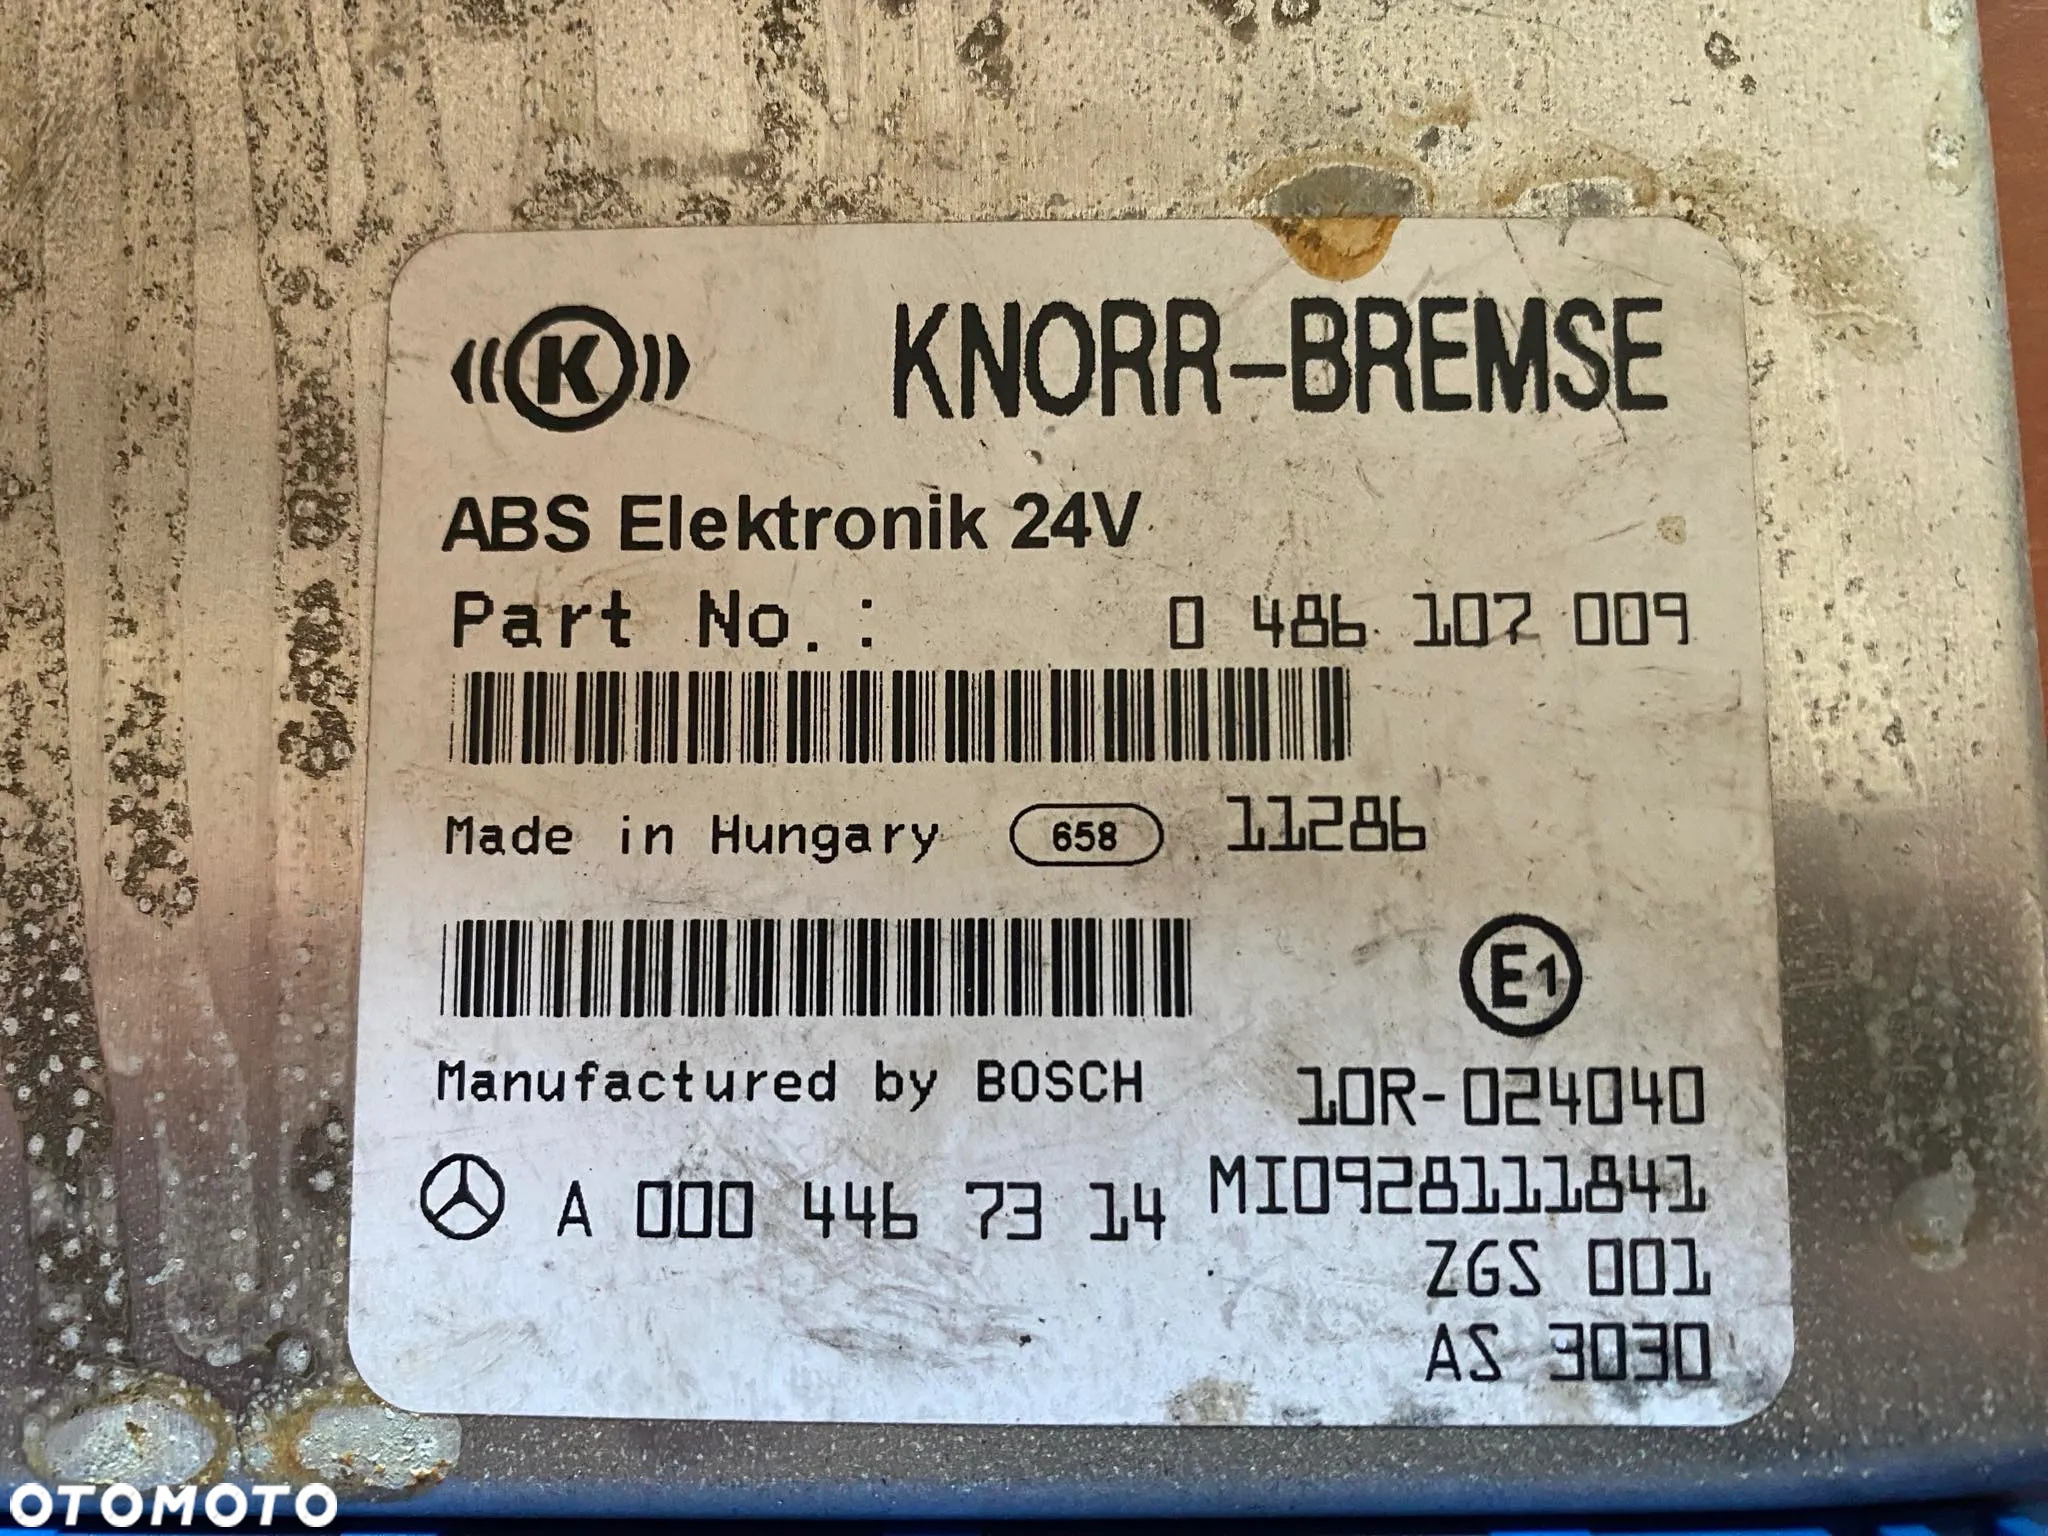 K KNORR-BREMSE
ABS Elektronik 24V
Part No.: 0 486 107 009
Made in Hungary 658 11286
E1
Manufactured by BOSCH 10R-024040
A 000 446 73 14 MI0928111841
ZGS 001
AS 3030
OTOMOTO